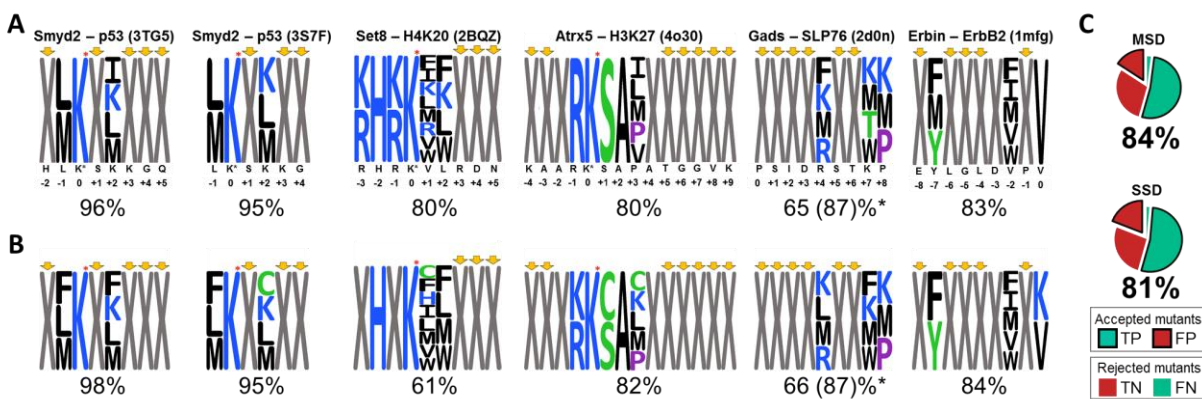 A
Smyd2 – p53 (3TG5) Smyd2 – p53 (3S7F) Set8 – H4K20 (2BQZ) Atrx5 – H3K27 (4o30) Gads – SLP76 (2d0n) Erbin – ErbB2 (1mfg)
X L M K X I K L M X X X
L M K X K L M X X
K R H K R K F I K L M R V W F K L W X X X
X X X R K S A I L M P V X X X X X X
X X X X F K M R X X K M T W K M P
X F M Y X X X X F I M V W X V
H L K* S K K G Q
-2 -1 0 +1 +2 +3 +4 +5
L K* S K K G
-1 0 +1 +2 +3 +4
R H R K* V L R D N
-3 -2 -1 0 +1 +2 +3 +4 +5
K A A R K* S A P A T G G V K
-4 -3 -2 -1 0 +1 +2 +3 +4 +5 +6 +7 +8 +9
P S I D R S T K P
0 +1 +2 +3 +4 +5 +6 +7 +8
E Y L G L D V P V
-8 -7 -6 -5 -4 -3 -2 -1 0
96% 95% 80% 80% 65 (87)%* 83%
B
X F L M K X F K L M X X X
F L M K X C K L M X X
X H X K C F H I L M V W F L M W X X X
K R K C S A C K L M P
K L M R X X F K M W K M P
X F Y X X X X F I M V W X K V
98% 95% 61% 82% 66 (87)%* 84%
C
MSD
84%
SSD
81%
Accepted mutants
TP FP
Rejected mutants
TN FN